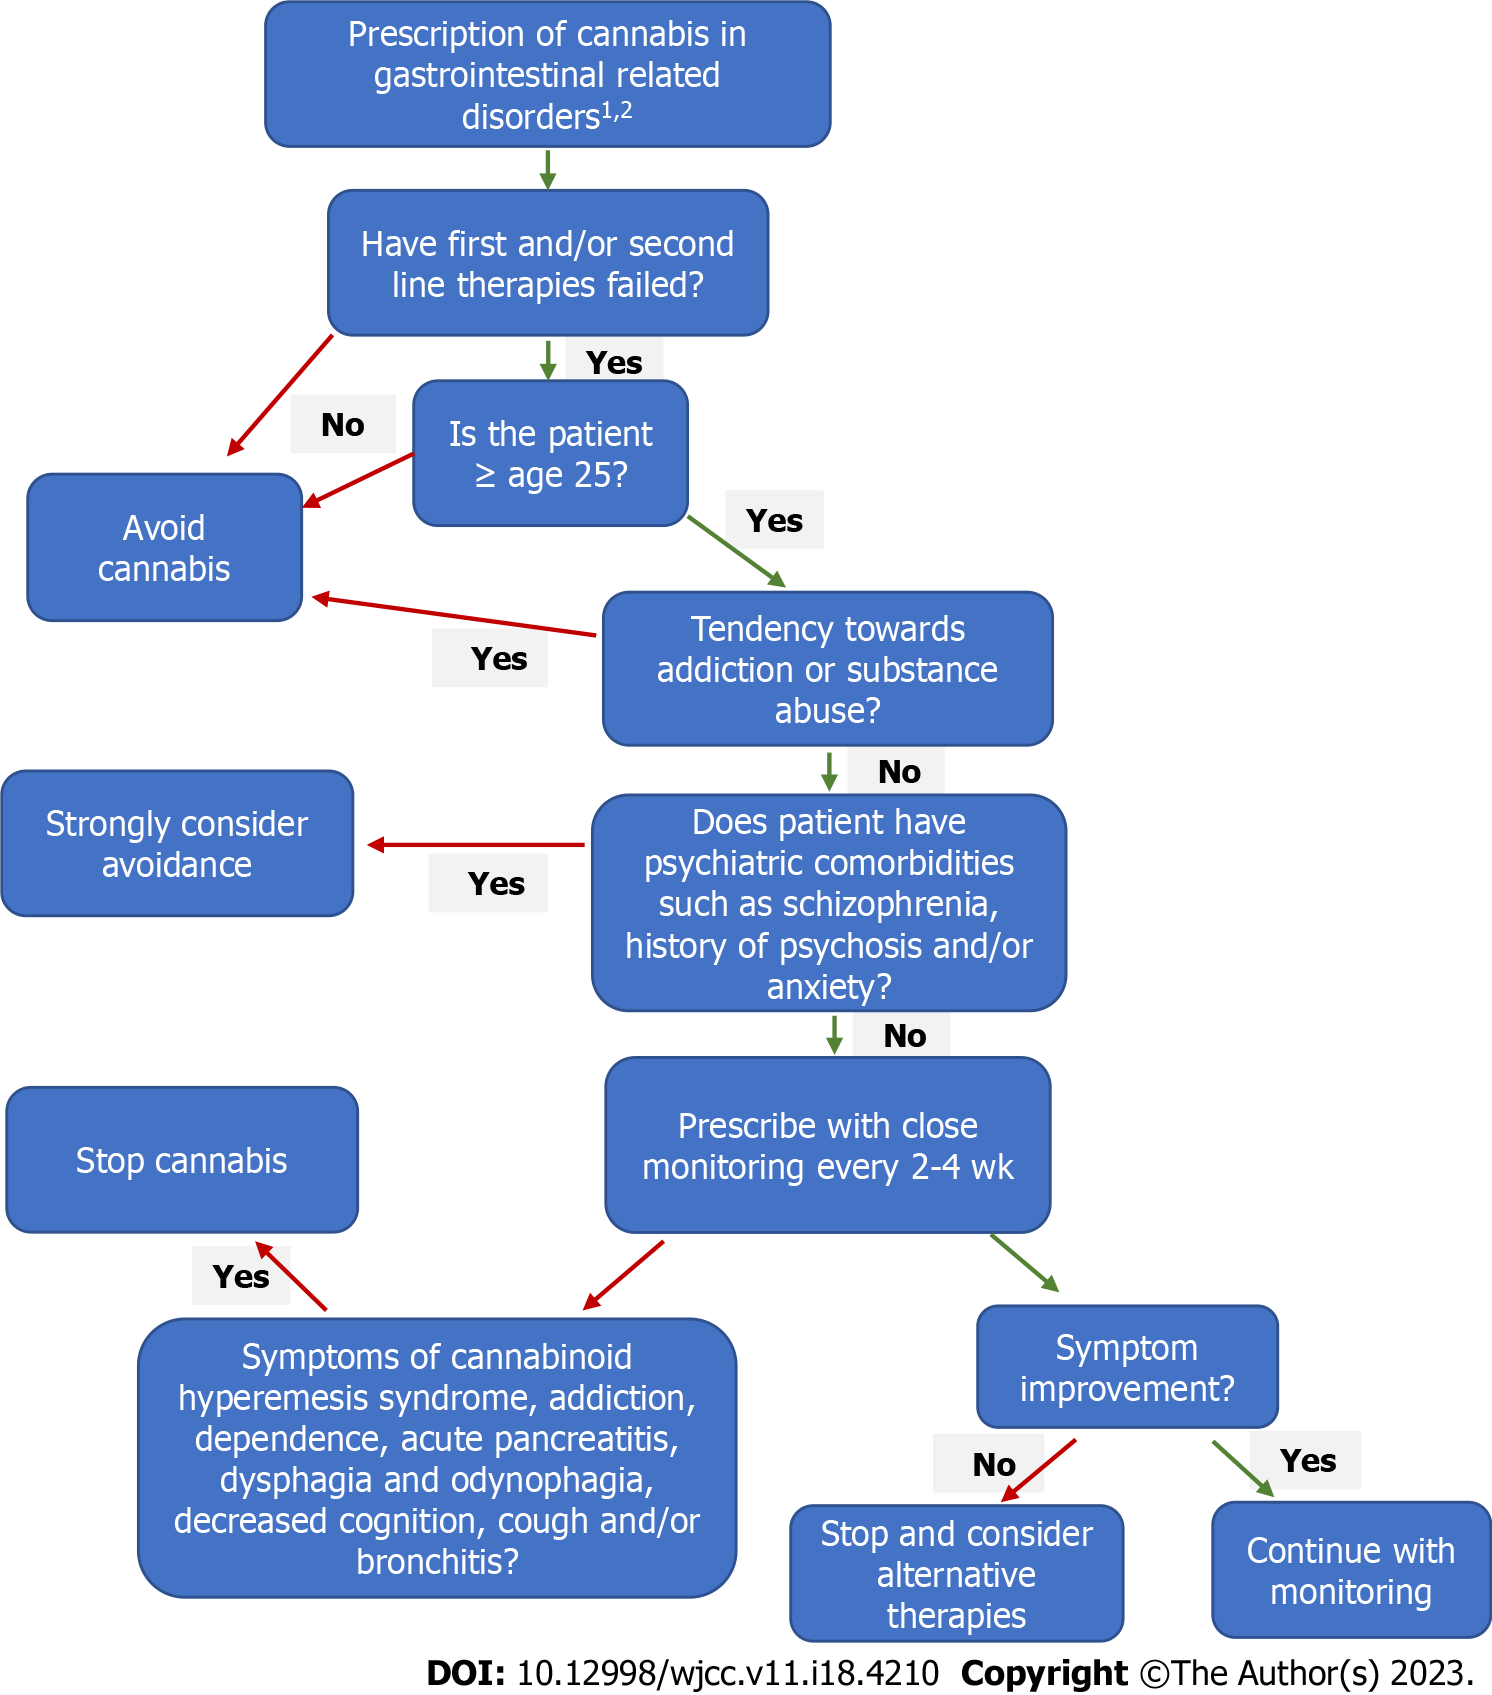 Prescription of cannabis in
gastrointestinal related
disorders1,2
Have first and/or second
line therapies failed?
Yes
No
Is the patient
≥ age 25?
Yes
Avoid
cannabis
Tendency towards
addiction or substance
abuse?
Yes
No
Strongly consider
avoidance
Yes
Does patient have
psychiatric comorbidities
such as schizophrenia,
history of psychosis and/or
anxiety?
No
Stop cannabis
Prescribe with close
monitoring every 2-4 wk
Yes
Symptoms of cannabinoid
hyperemesis syndrome, addiction,
dependence, acute pancreatitis,
dysphagia and odynophagia,
decreased cognition, cough and/or
bronchitis?
Symptom
improvement?
No
Yes
Stop and consider
alternative
therapies
Continue with
monitoring
DOI: 10.12998/wjcc.v11.i18.4210 Copyright ©The Author(s) 2023.